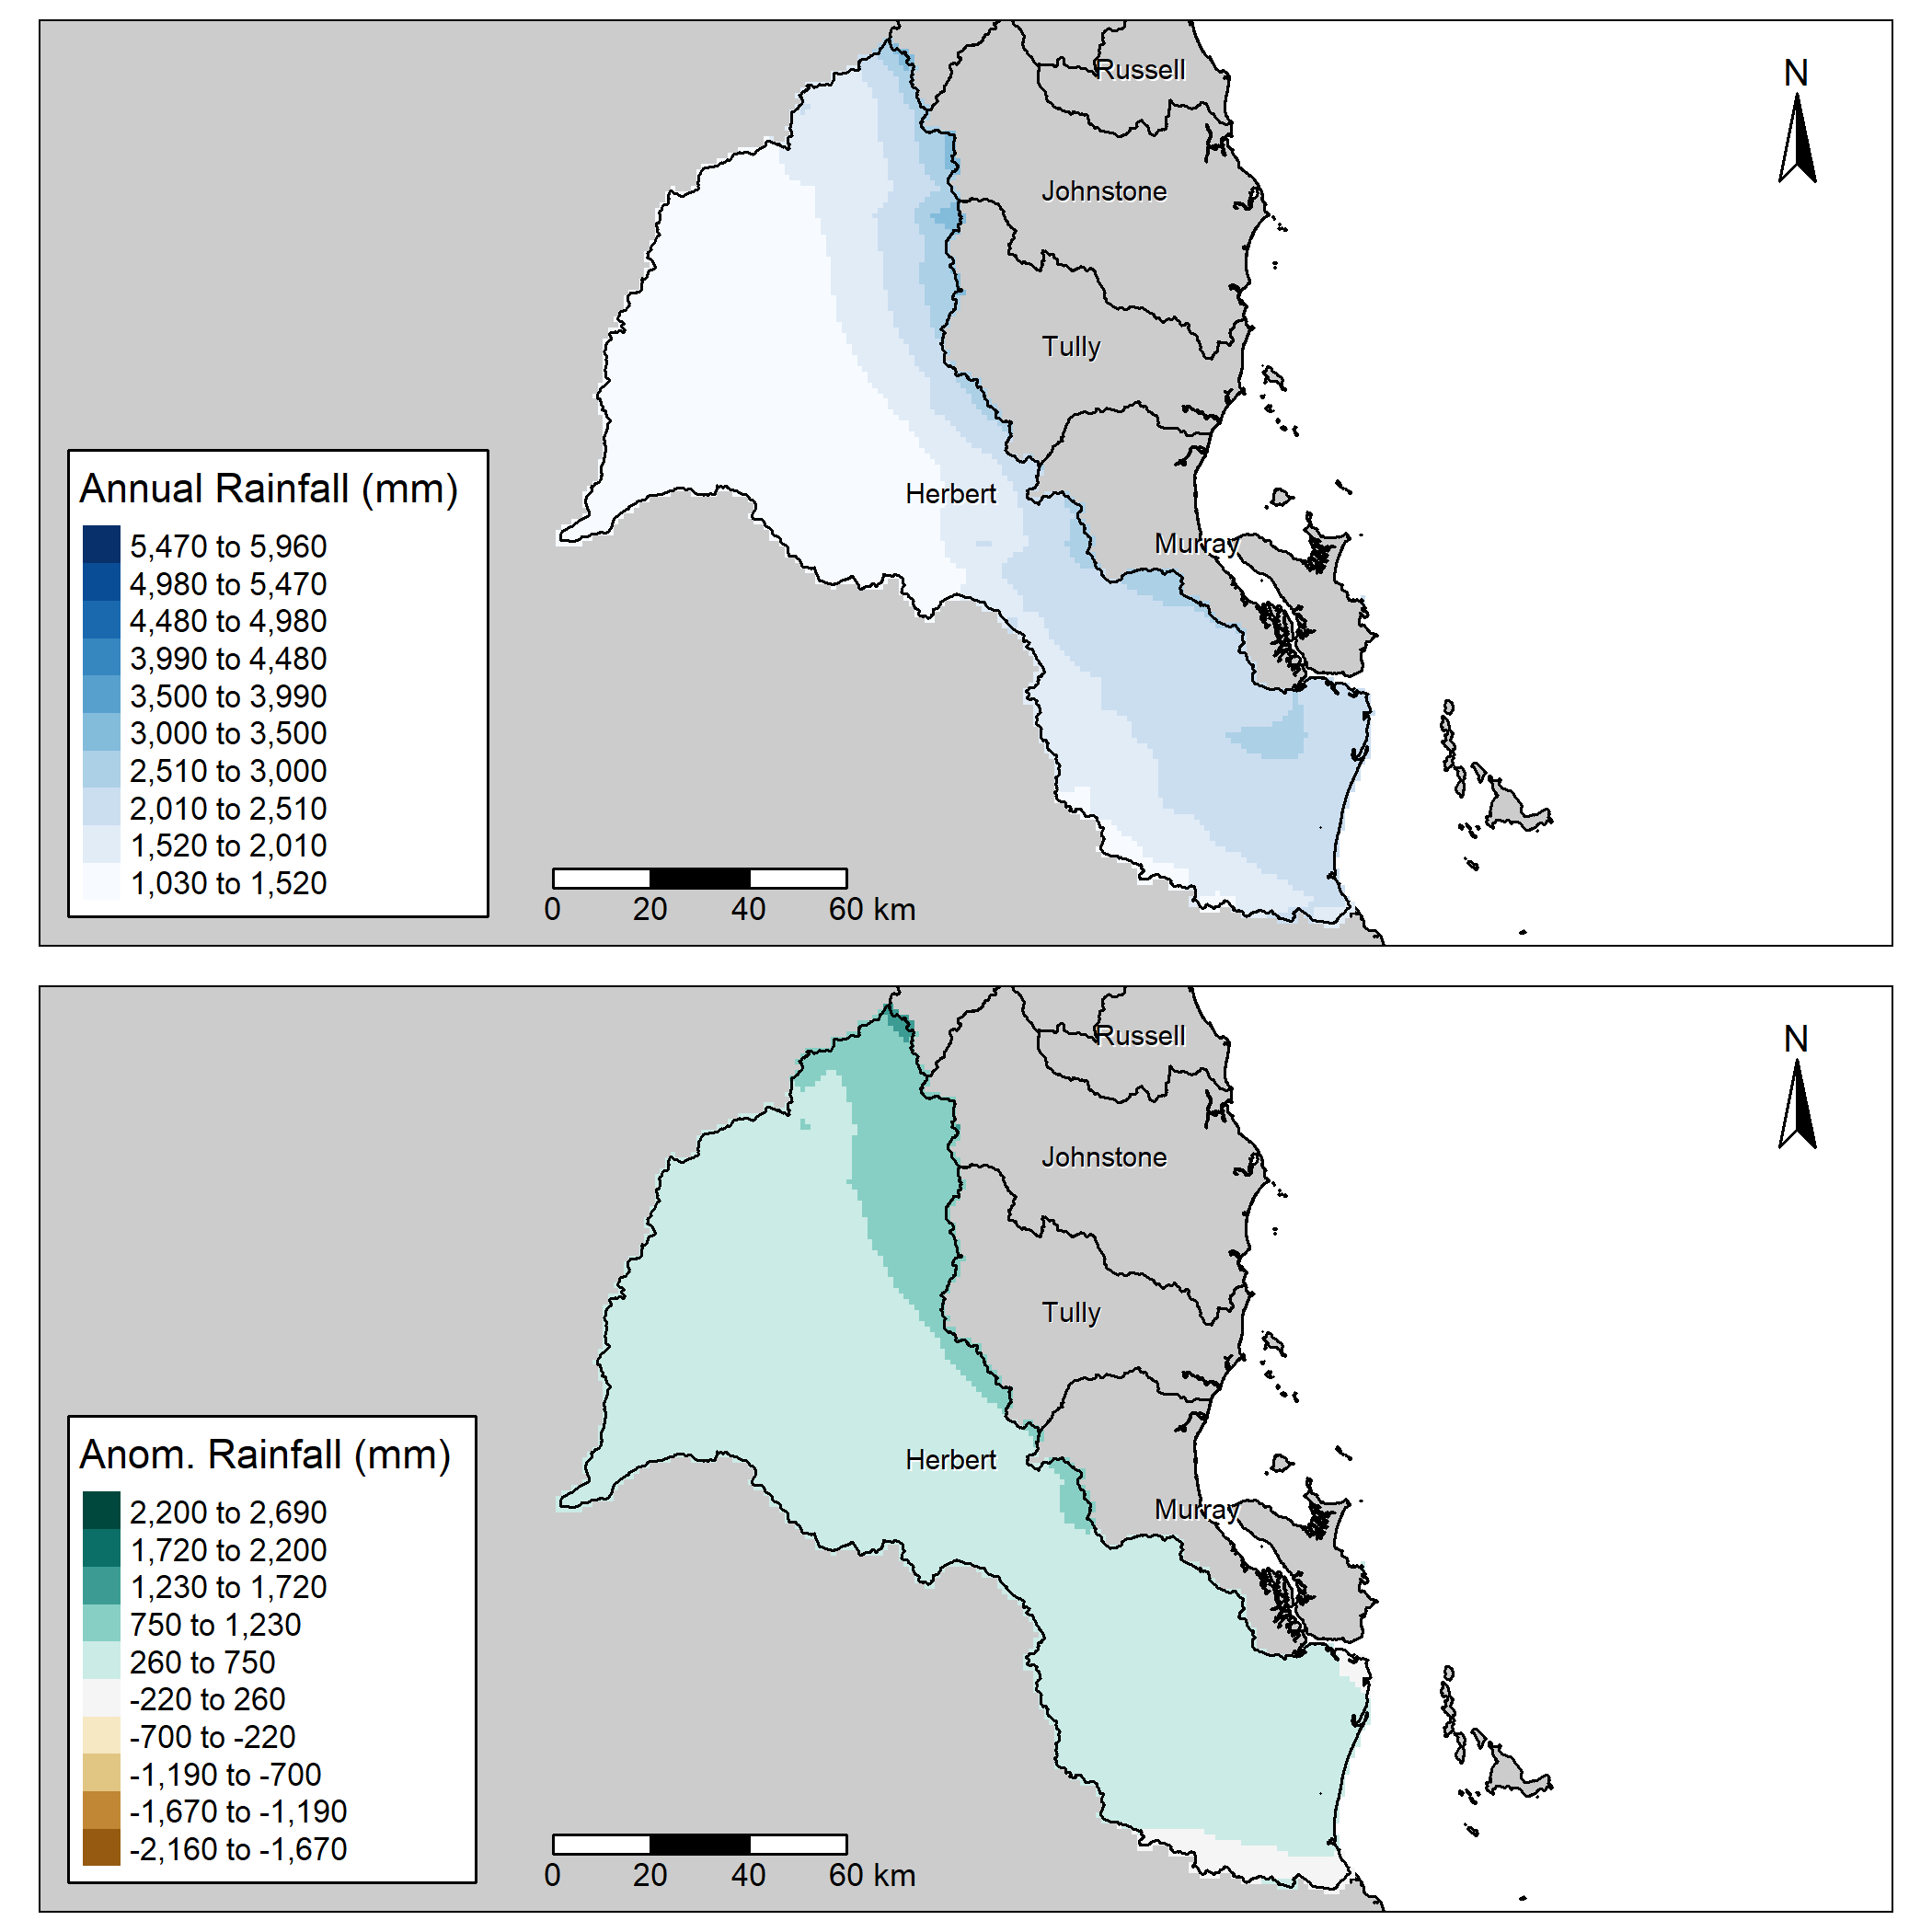 Russell
N
Johnstone
Tully
Herbert
Murray
Annual Rainfall (mm)
5,470 to 5,960
4,980 to 5,470
4,480 to 4,980
3,990 to 4,480
3,500 to 3,990
3,000 to 3,500
2,510 to 3,000
2,010 to 2,510
1,520 to 2,010
1,030 to 1,520
0 20 40 60 km
Russell
N
Johnstone
Tully
Herbert
Murray
Anom. Rainfall (mm)
2,200 to 2,690
1,720 to 2,200
1,230 to 1,720
750 to 1,230
260 to 750
-220 to 260
-700 to -220
-1,190 to -700
-1,670 to -1,190
-2,160 to -1,670
0 20 40 60 km